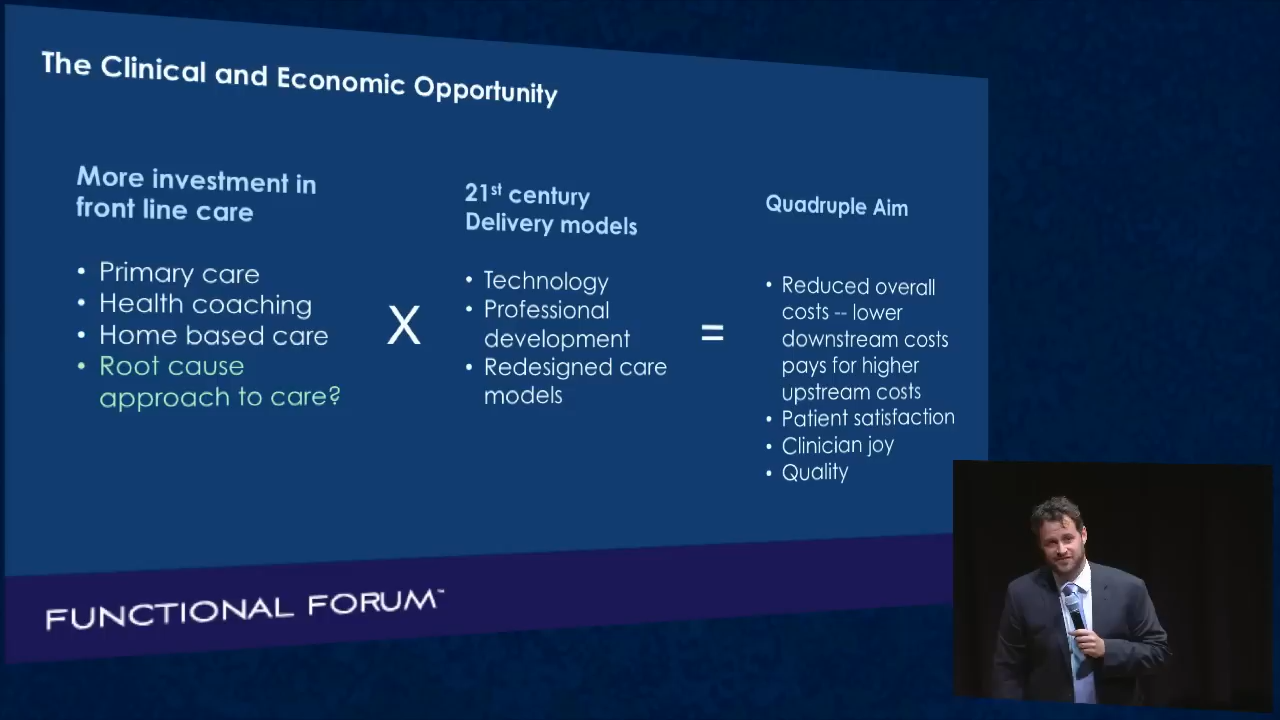 The Clinical and Economic Opportunity
More investment in
front line care
• Primary care
• Health coaching
• Home based care
• Root cause
approach to care?
X
21st century
Delivery models
• Technology
• Professional
development
• Redesigned care
models
=
Quadruple Aim
• Reduced overall
costs -- lower
downstream costs
pays for higher
upstream costs
• Patient satisfaction
• Clinician joy
• Quality
FUNCTIONAL FORUM™